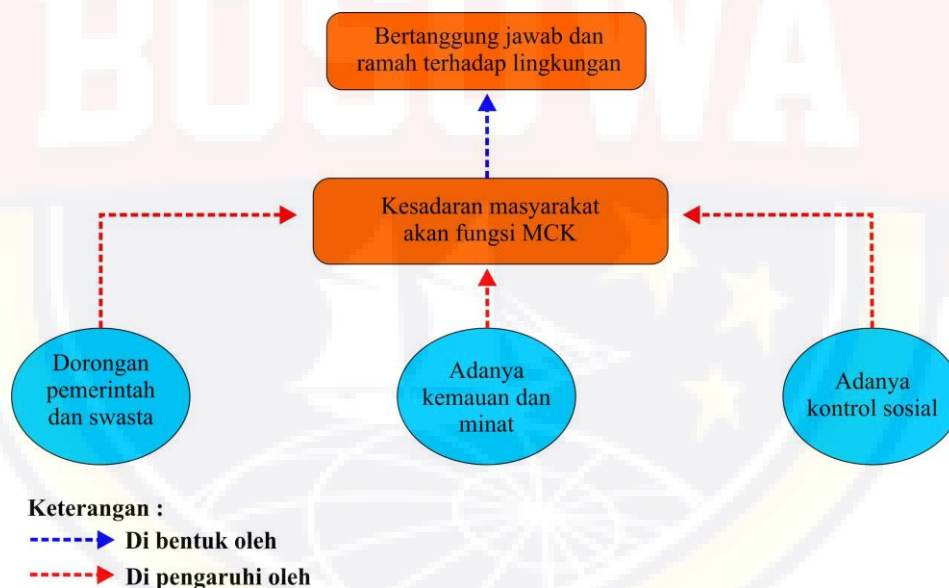 BOSOWA
Bertanggung jawab dan
ramah terhadap lingkungan
Kesadaran masyarakat
akan fungsi MCK
Dorongan
pemerintah
dan swasta
Adanya
kemauan dan
minat
Adanya
kontrol sosial
Keterangan :
Di bentuk oleh
Di pengaruhi oleh